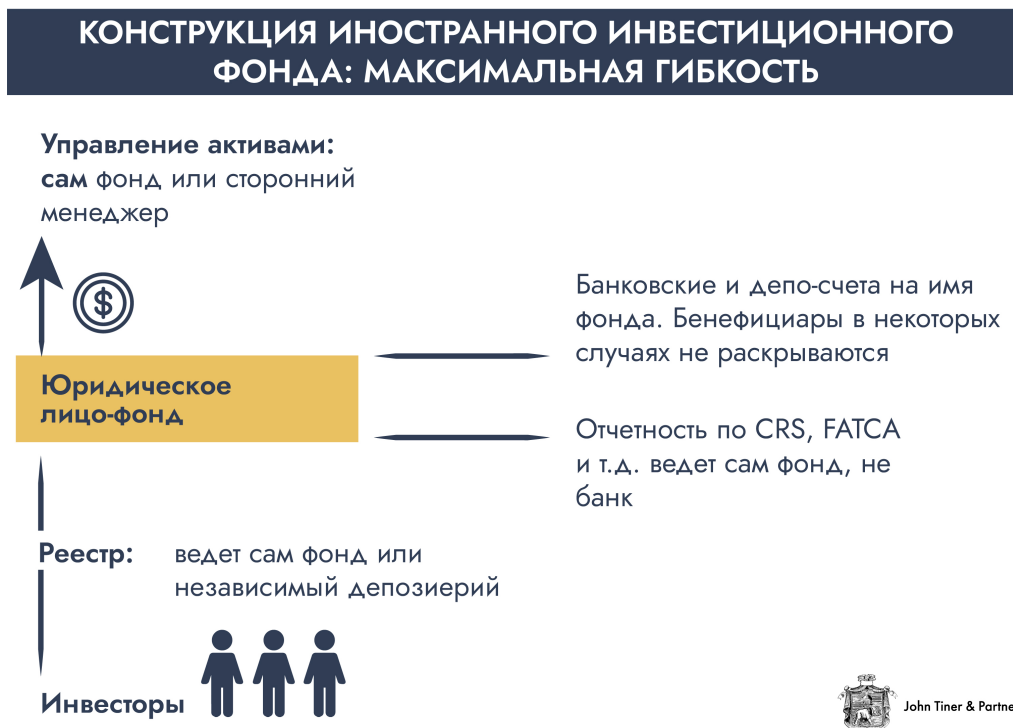 КОНСТРУКЦИЯ ИНОСТРАННОГО ИНВЕСТИЦИОННОГО
ФОНДА: МАКСИМАЛЬНАЯ ГИБКОСТЬ
Управление активами:
сам фонд или сторонний
менеджер
$
Юридическое
лицо-фонд
Банковские и депо-счета на имя
фонда. Бенефициары в некоторых
случаях не раскрываются
Отчетность по CRS, FATCA
и т.д. ведет сам фонд, не
банк
Реестр: ведет сам фонд или
независимый депозиерий
Инвесторы
John Tiner & Partne